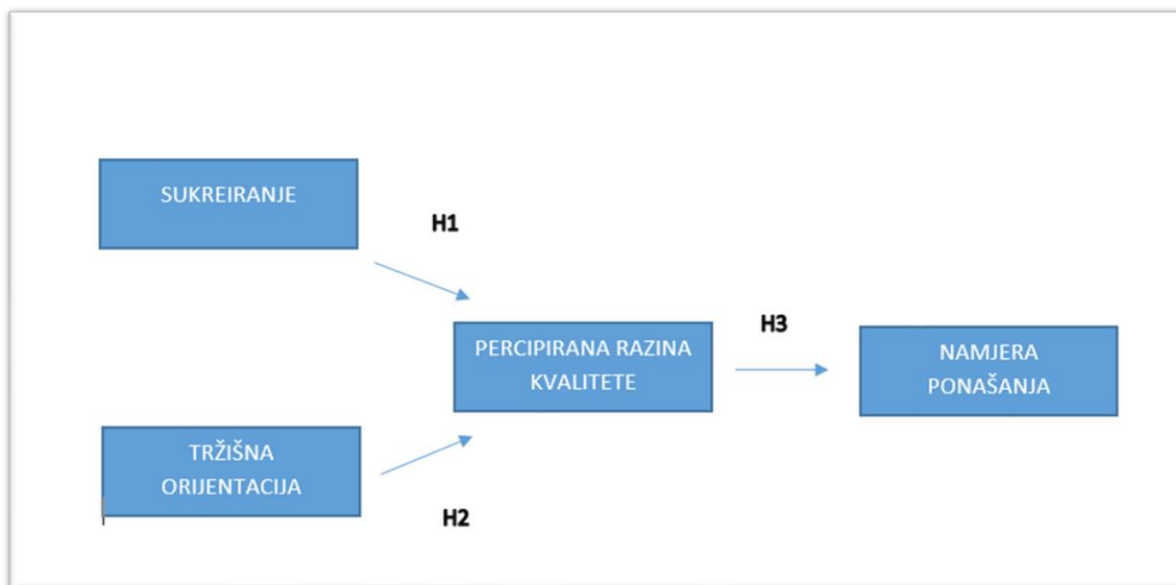 SUKREIRANJE
H1
PERCIPIRANA RAZINA
KVALITETE
H3
NAMJERA
PONAŠANJA
TRŽIŠNA
ORIJENTACIJA
H2